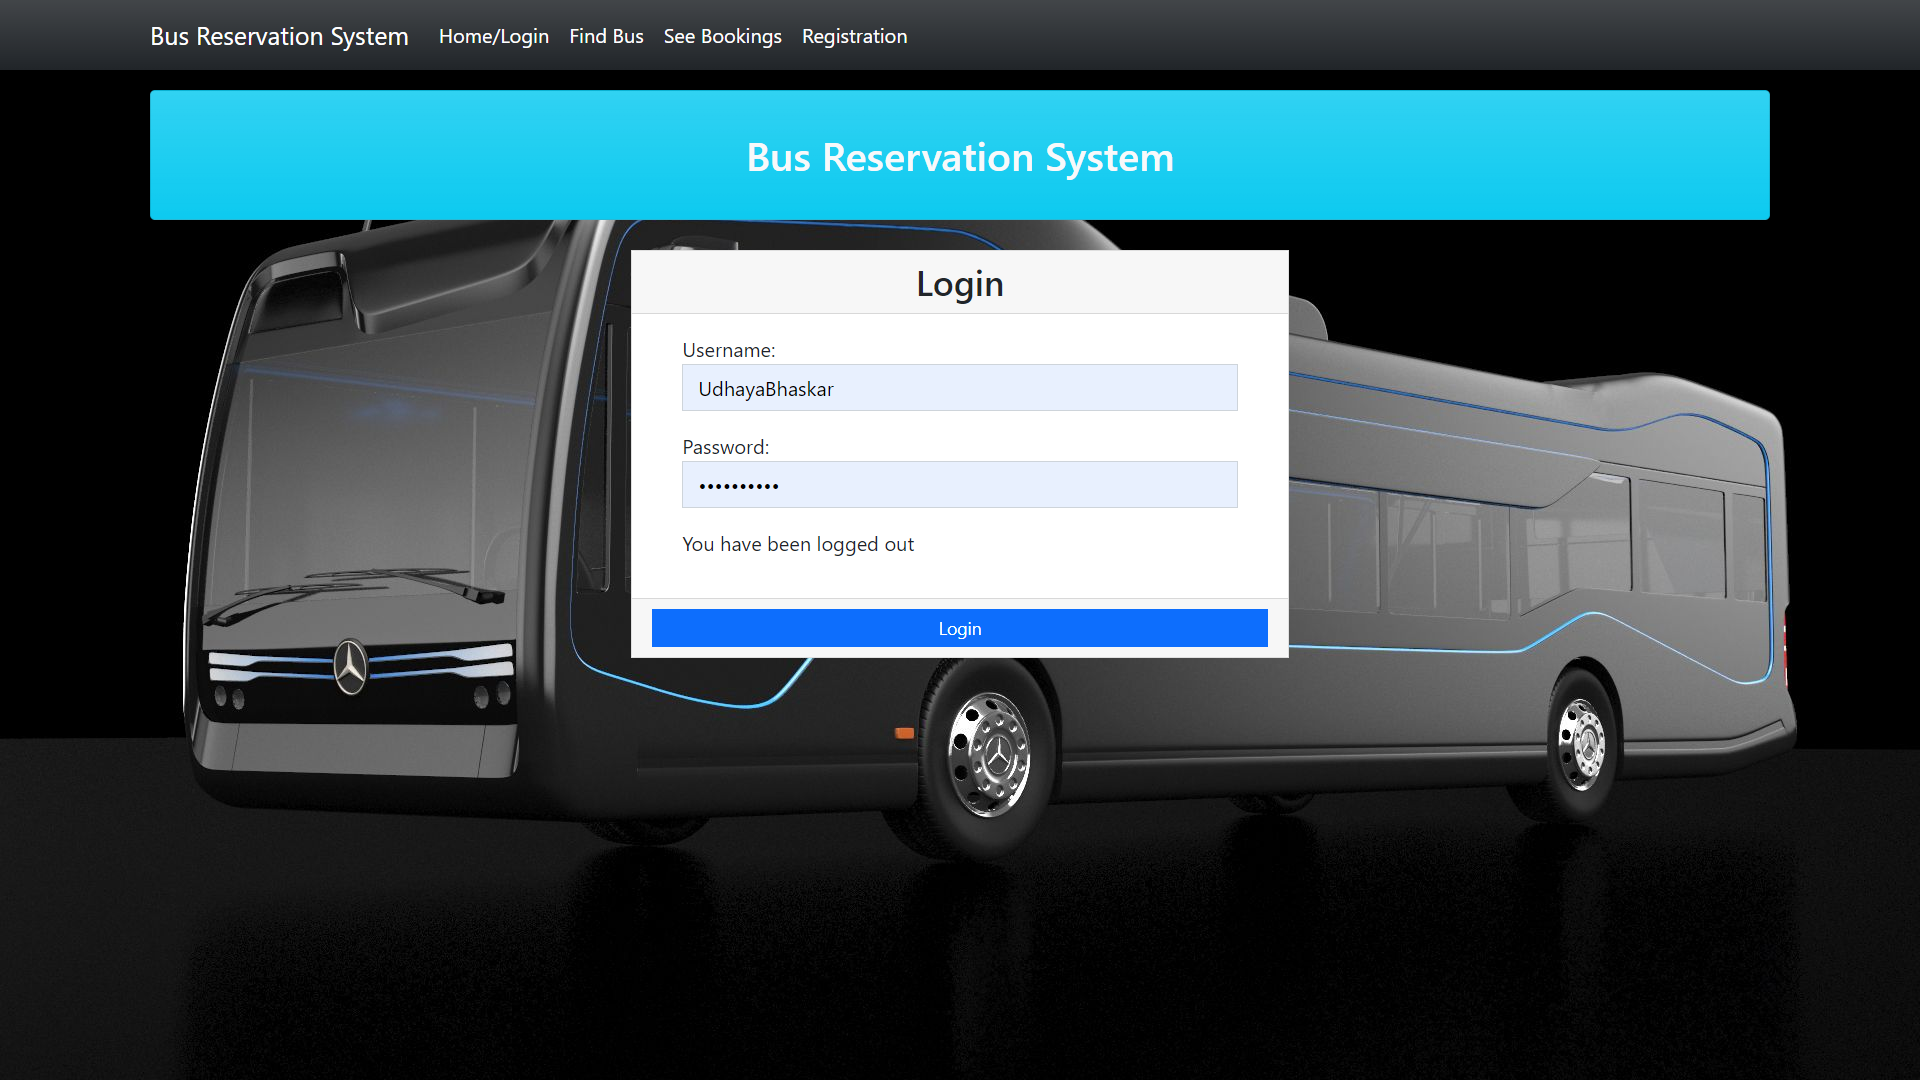 Bus Reservation System Home/Login Find Bus See Bookings Registration
Bus Reservation System
Login
Username:
UdhayaBhaskar
Password:
••••••••••
You have been logged out
Login